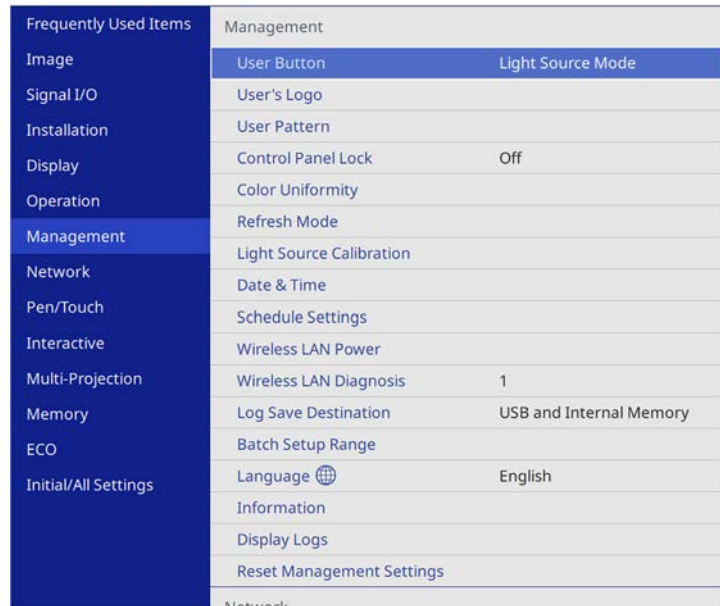 Frequently Used Items
Image
Signal I/O
Installation
Display
Operation
Management
Network
Pen/Touch
Interactive
Multi-Projection
Memory
ECO
Initial/All Settings
Management
User Button Light Source Mode
User's Logo
User Pattern
Control Panel Lock Off
Color Uniformity
Refresh Mode
Light Source Calibration
Date & Time
Schedule Settings
Wireless LAN Power
Wireless LAN Diagnosis 1
Log Save Destination USB and Internal Memory
Batch Setup Range
Language English
Information
Display Logs
Reset Management Settings
Network